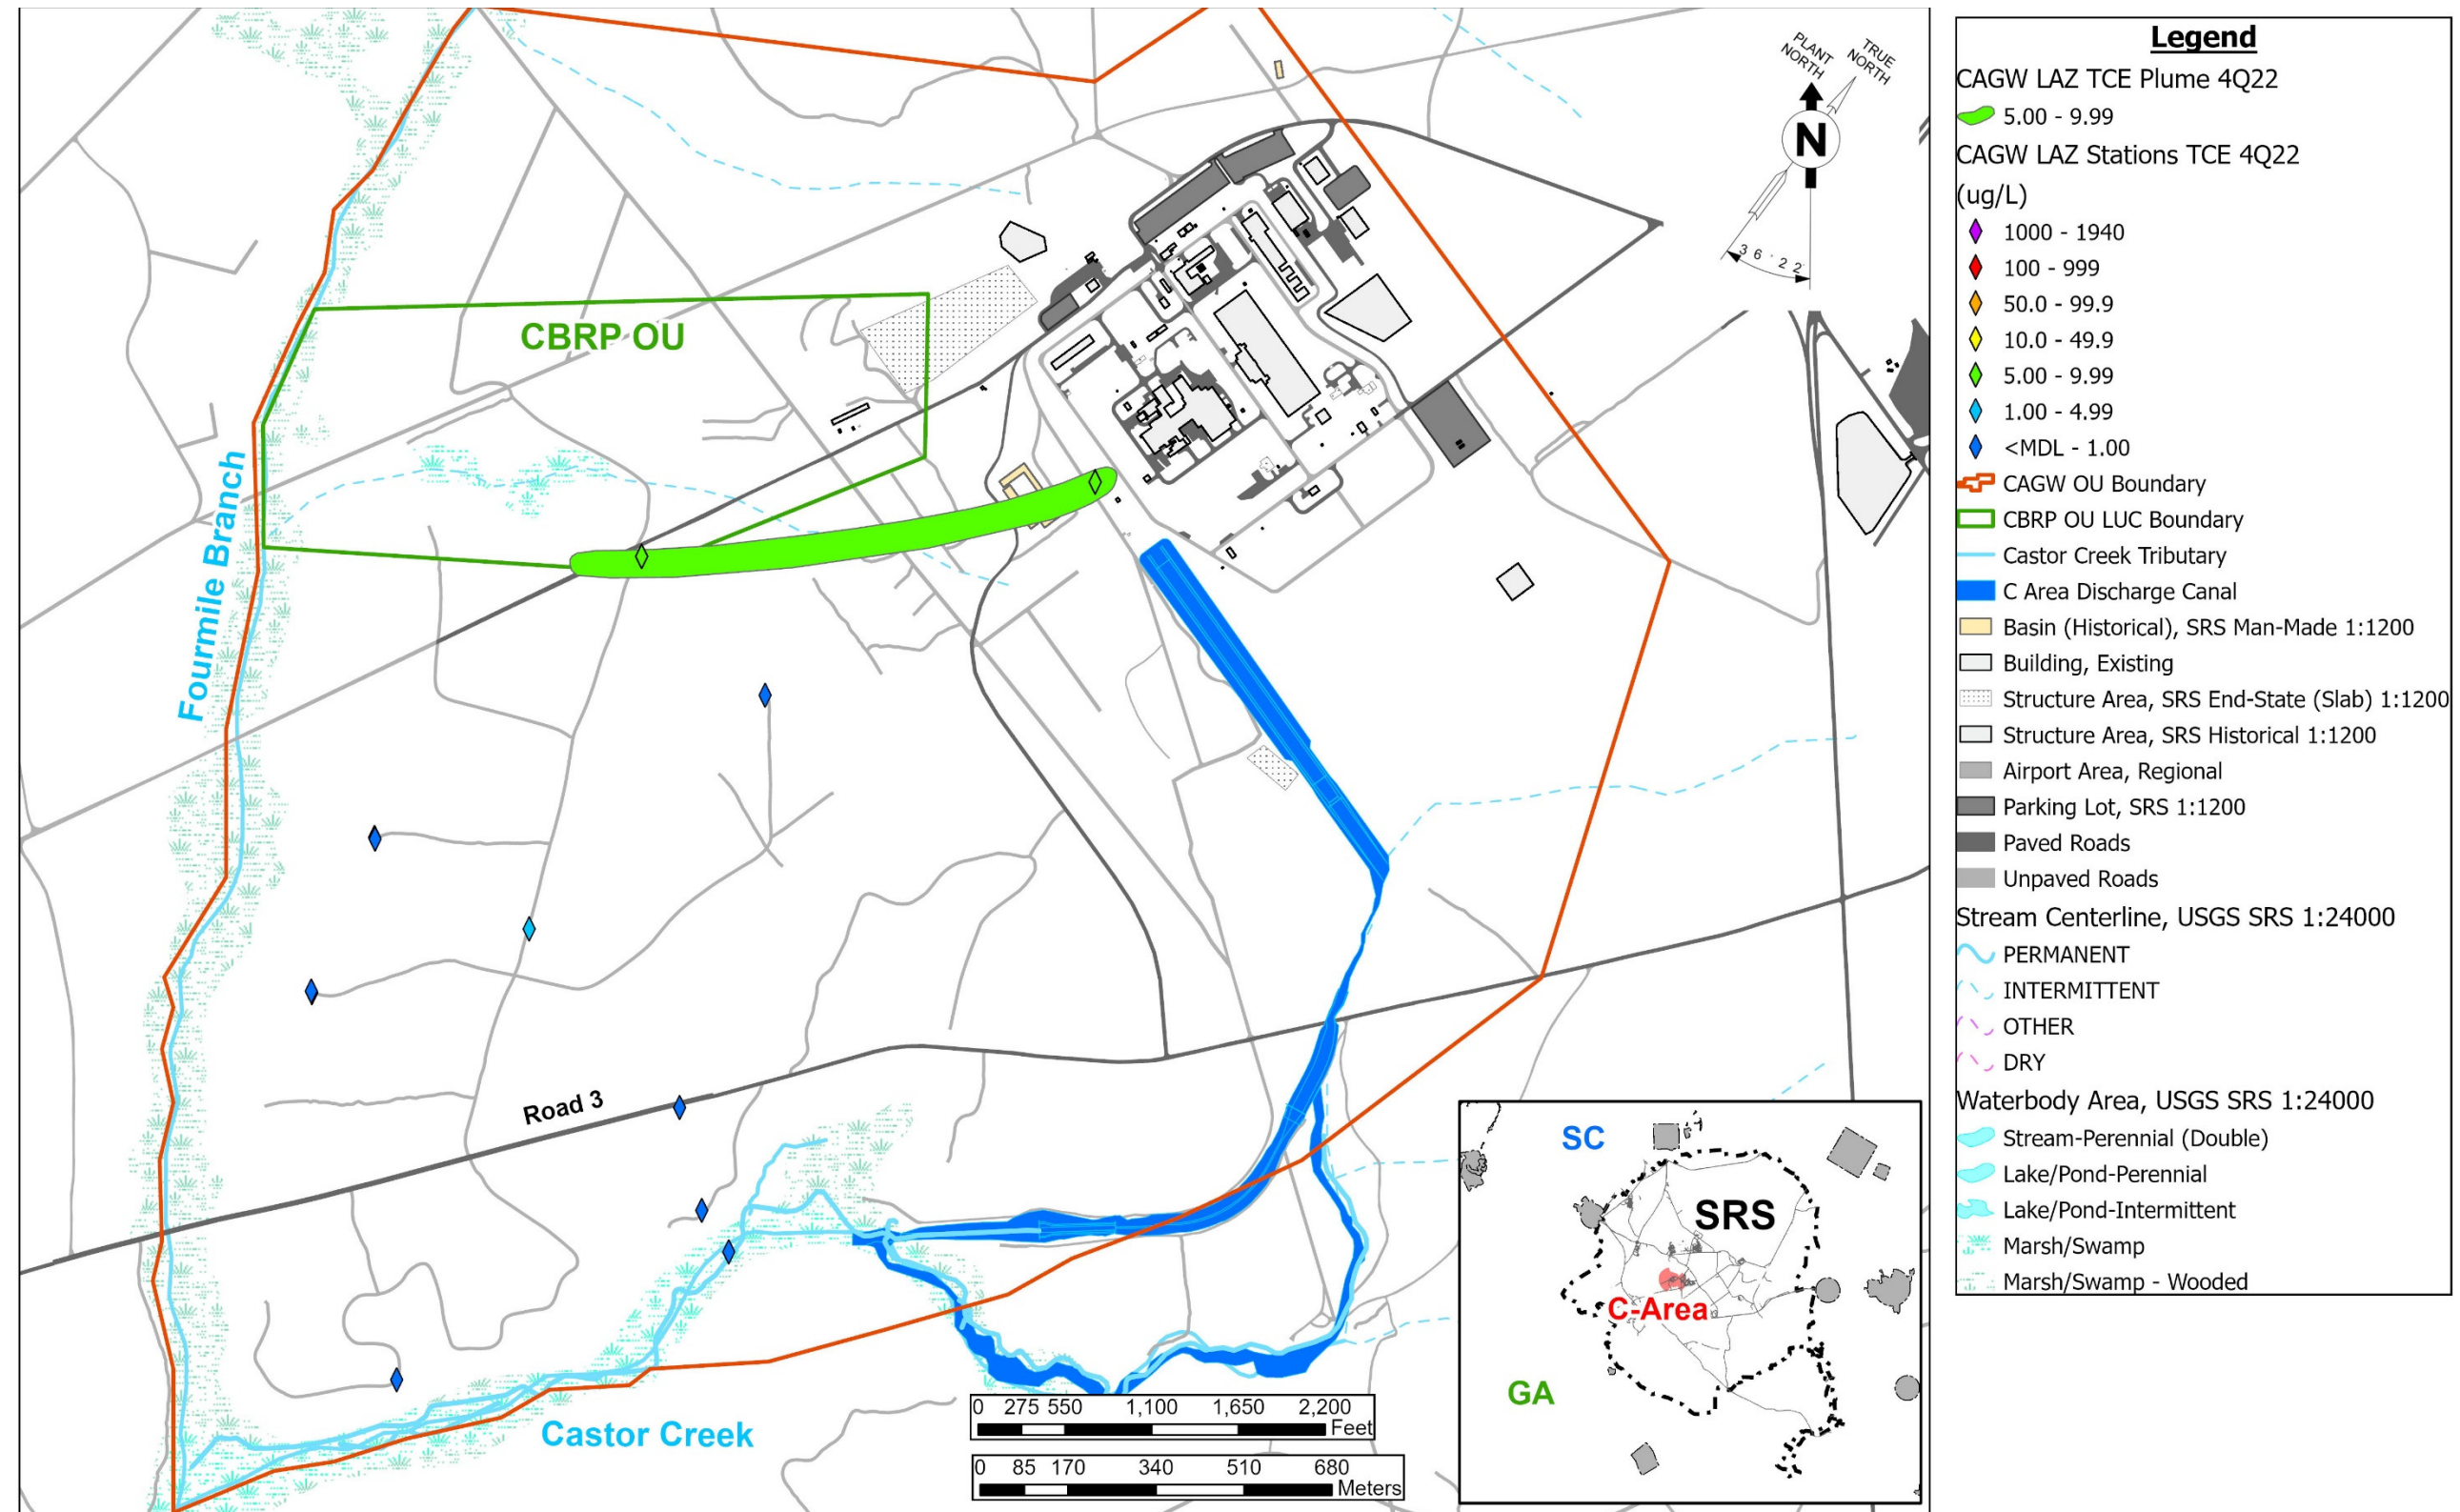 PLANT
NORTH
TRUE
NORTH
N
36°22'
CBRP OU
Fourmile Branch
Road 3
Castor Creek
0 275 550 1,100 1,650 2,200
Feet
0 85 170 340 510 680
Meters
SC
SRS
C-Area
GA
Legend
CAGW LAZ TCE Plume 4Q22
5.00 - 9.99
CAGW LAZ Stations TCE 4Q22
(ug/L)
1000 - 1940
100 - 999
50.0 - 99.9
10.0 - 49.9
5.00 - 9.99
1.00 - 4.99
<MDL - 1.00
CAGW OU Boundary
CBRP OU LUC Boundary
Castor Creek Tributary
C Area Discharge Canal
Basin (Historical), SRS Man-Made 1:1200
Building, Existing
Structure Area, SRS End-State (Slab) 1:1200
Structure Area, SRS Historical 1:1200
Airport Area, Regional
Parking Lot, SRS 1:1200
Paved Roads
Unpaved Roads
Stream Centerline, USGS SRS 1:24000
PERMANENT
INTERMITTENT
OTHER
DRY
Waterbody Area, USGS SRS 1:24000
Stream-Perennial (Double)
Lake/Pond-Perennial
Lake/Pond-Intermittent
Marsh/Swamp
Marsh/Swamp - Wooded